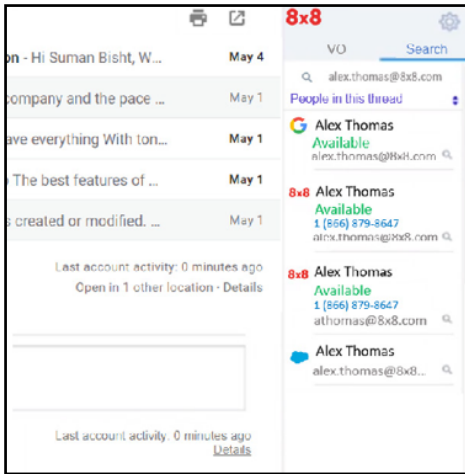 on - Hi Suman Bisht, W... May 4
company and the pace ... May 1
ave everything With ton... May 1
The best features of ... May 1
s created or modified. ... May 1
Last account activity: 0 minutes ago
Open in 1 other location - Details
Last account activity: 0 minutes ago
Details
8x8
VO Search
alex.thomas@8x8.com
People in this thread
G Alex Thomas
Available
alex.thomas@8x8.com
8x8 Alex Thomas
Available
1 (866) 879-8647
alex.thomas@8x8.com
8x8 Alex Thomas
Available
1 (866) 879-8647
athomas@8x8.com
Alex Thomas
alex.thomas@8x8...